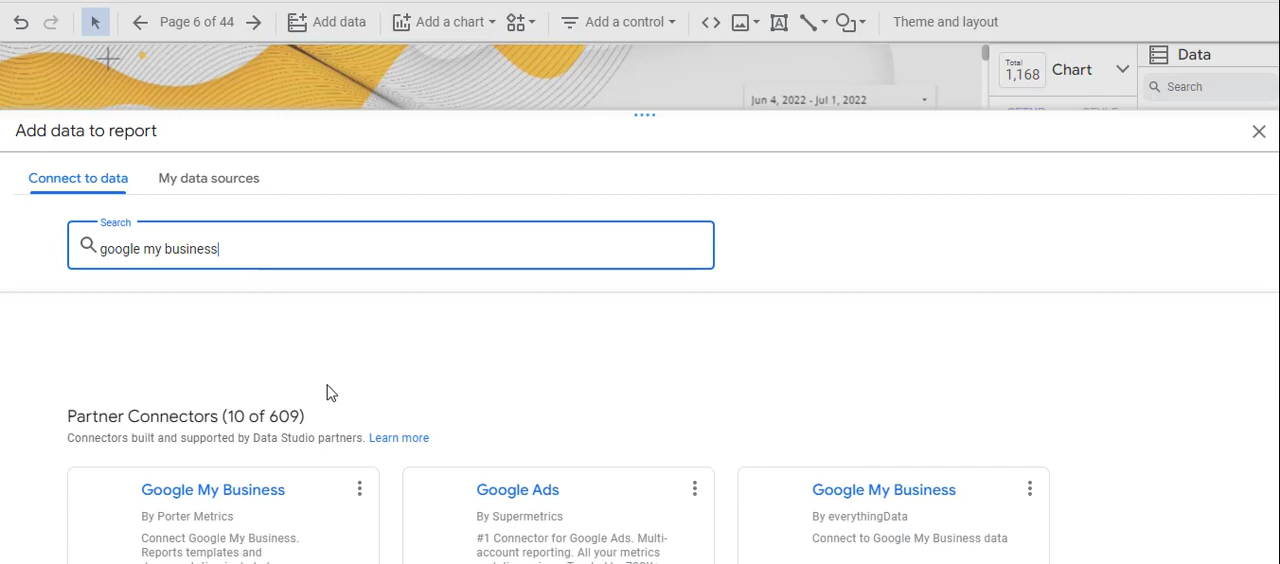 Page 6 of 44 Add data Add a chart Add a control Theme and layout
Total
1,168
Chart
Data
Search
Jun 4, 2022 - Jul 1, 2022
Add data to report
Connect to data My data sources
Search
google my business
Partner Connectors (10 of 609)
Connectors built and supported by Data Studio partners. Learn more
Google My Business
By Porter Metrics
Connect Google My Business.
Reports templates and
Google Ads
By Supermetrics
#1 Connector for Google Ads. Multi-
account reporting. All your metrics
Google My Business
By everythingData
Connect to Google My Business data